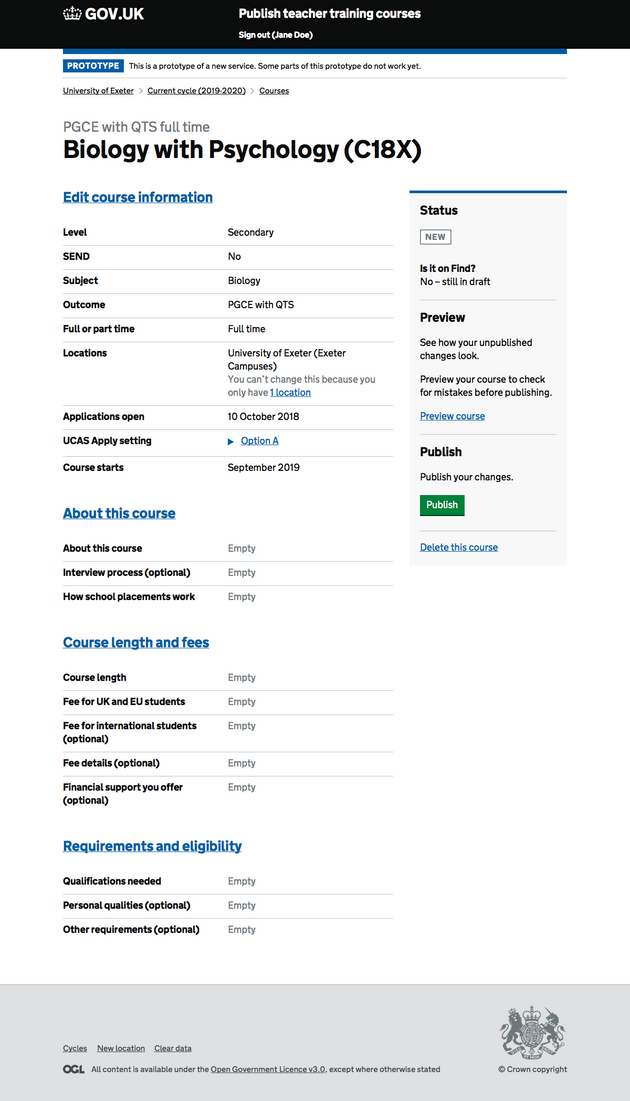 GOV.UK
Publish teacher training courses
Sign out (Jane Doe)
PROTOTYPE This is a prototype of a new service. Some parts of this prototype do not work yet.
University of Exeter > Current cycle (2019-2020) > Courses
PGCE with QTS full time
Biology with Psychology (C18X)
Edit course information
Level Secondary
SEND No
Subject Biology
Outcome PGCE with QTS
Full or part time Full time
Locations University of Exeter (Exeter
Campuses)
You can't change this because you
only have 1 location
Applications open 10 October 2018
UCAS Apply setting ▶ Option A
Course starts September 2019
About this course
About this course Empty
Interview process (optional) Empty
How school placements work Empty
Course length and fees
Course length Empty
Fee for UK and EU students Empty
Fee for international students Empty
(optional)
Fee details (optional) Empty
Financial support you offer Empty
(optional)
Requirements and eligibility
Qualifications needed Empty
Personal qualities (optional) Empty
Other requirements (optional) Empty
Status
NEW
Is it on Find?
No – still in draft
Preview
See how your unpublished
changes look.
Preview your course to check
for mistakes before publishing.
Preview course
Publish
Publish your changes.
Publish
Delete this course
Cycles New location Clear data
OGL All content is available under the Open Government Licence v3.0, except where otherwise stated
© Crown copyright